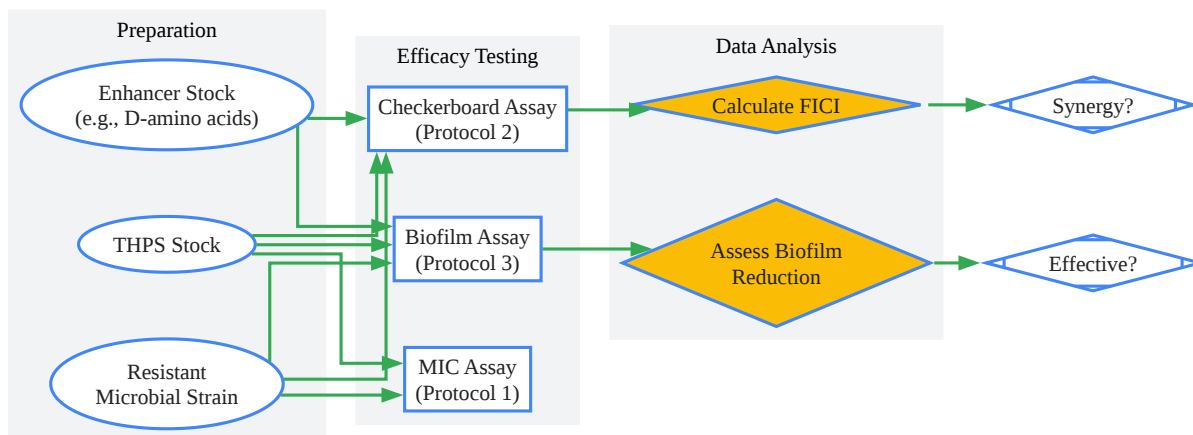 Preparation
Enhancer Stock
(e.g., D-amino acids)
THPS Stock
Resistant
Microbial Strain
Efficacy Testing
Checkerboard Assay
(Protocol 2)
Biofilm Assay
(Protocol 3)
MIC Assay
(Protocol 1)
Data Analysis
Calculate FICI
Assess Biofilm
Reduction
Synergy?
Effective?